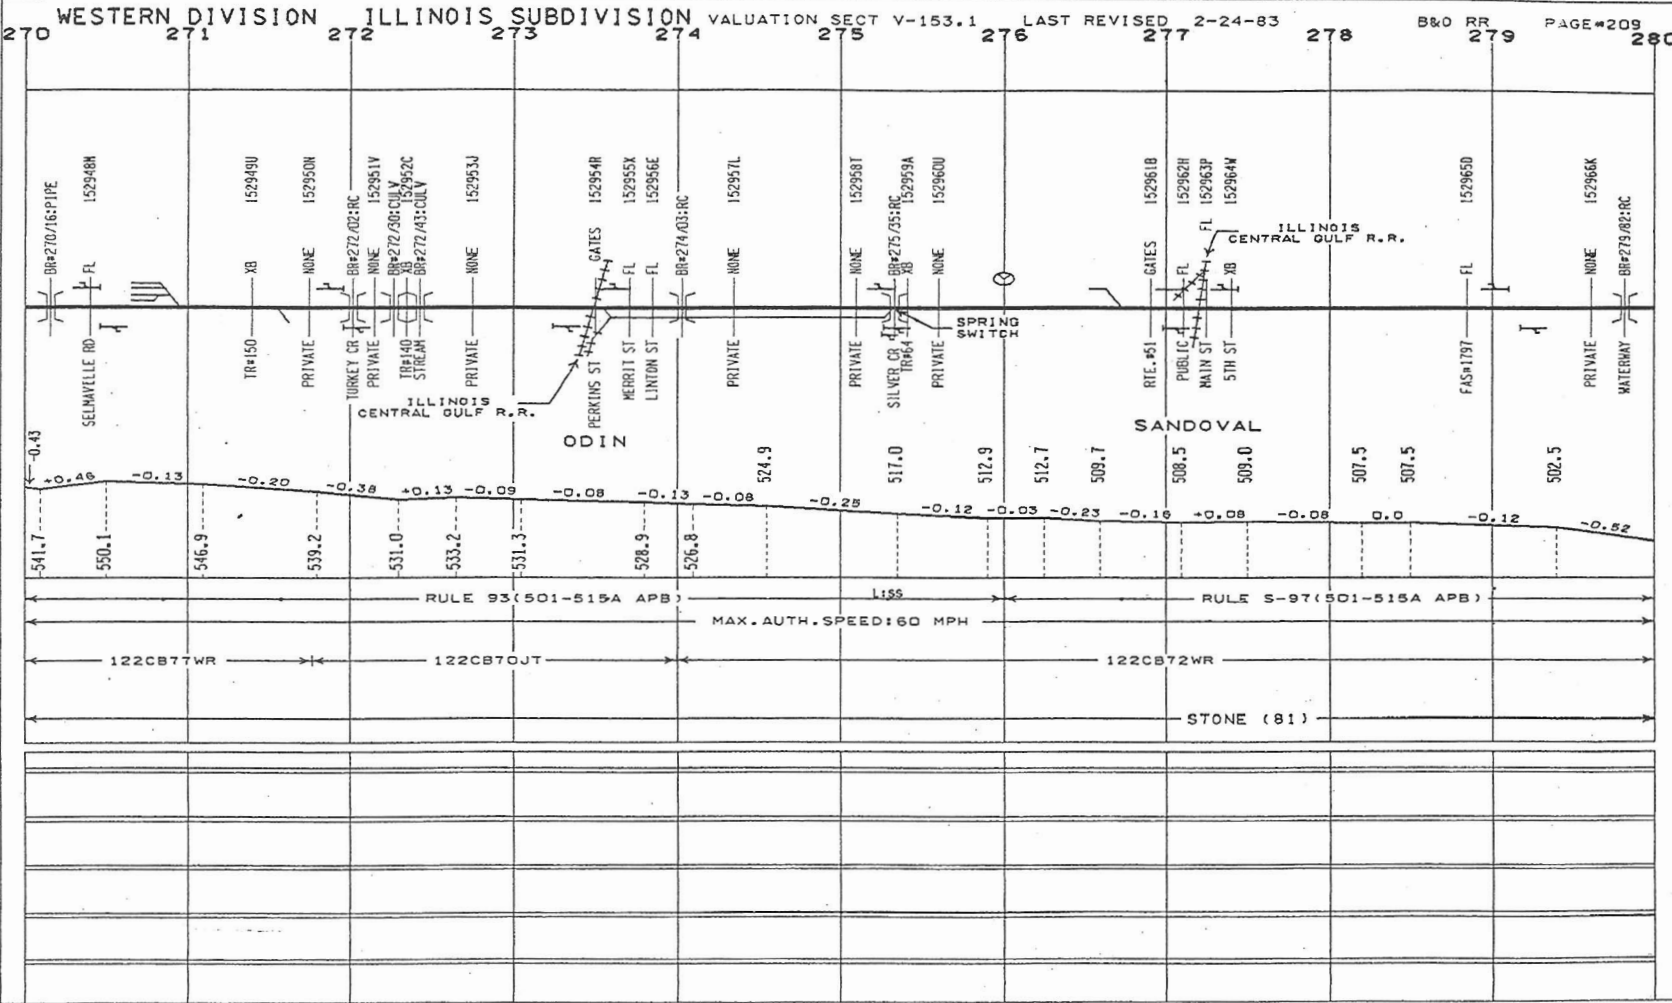 WESTERN DIVISION ILLINOIS SUBDIVISION VALUATION SECT V-153.1 LAST REVISED 2-24-83 B&O RR PAGE#209
270 271 272 273 274 275 276 277 278 279 280
BR#270/16:PIPE
FL 152948N
XB 152949U
NONE 152950N
BR#272/02:RC
NONE 152951V
BR#272/30:CULV
XB 152952C
BR#272/43:CULV
NONE 152953J
GATES 152954R
FL 152955X
FL 152956E
BR#274/03:RC
NONE 152957L
NONE 152958T
BR#275/35:RC
XB 152959A
NONE 152960U
GATES 152961B
FL 152962H
FL 152963P
XB 152964W
FL 152965D
NONE 152966K
BR#279/82:RC
ILLINOIS
CENTRAL GULF R.R.
SPRING
SWITCH
SELMAVELLE RD
TR#150
PRIVATE
TURKEY CR
PRIVATE
TR#140
STREAM
PRIVATE
PERKINS ST
MERRIT ST
LINTON ST
PRIVATE
PRIVATE
SILVER CR
TR#64
PRIVATE
RTE.#51
PUBLIC
MAIN ST
5TH ST
FAS#1797
PRIVATE
WATERWAY
ILLINOIS
CENTRAL GULF R.R.
ODIN
SANDOVAL
524.9 517.0 512.9 512.7 509.7 508.5 509.0 507.5 507.5 502.5
-0.43 +0.46 -0.13 -0.20 -0.38 +0.13 -0.09 -0.08 -0.13 -0.08 -0.25 -0.12 -0.03 -0.23 -0.16 +0.08 -0.08 0.0 -0.12 -0.52
541.7 550.1 546.9 539.2 531.0 533.2 531.3 528.9 526.8
RULE 93(501-515A APB) L:SS RULE S-97(501-515A APB)
MAX.AUTH.SPEED:60 MPH
122CB77WR 122CB70JT 122CB72WR
STONE (81)